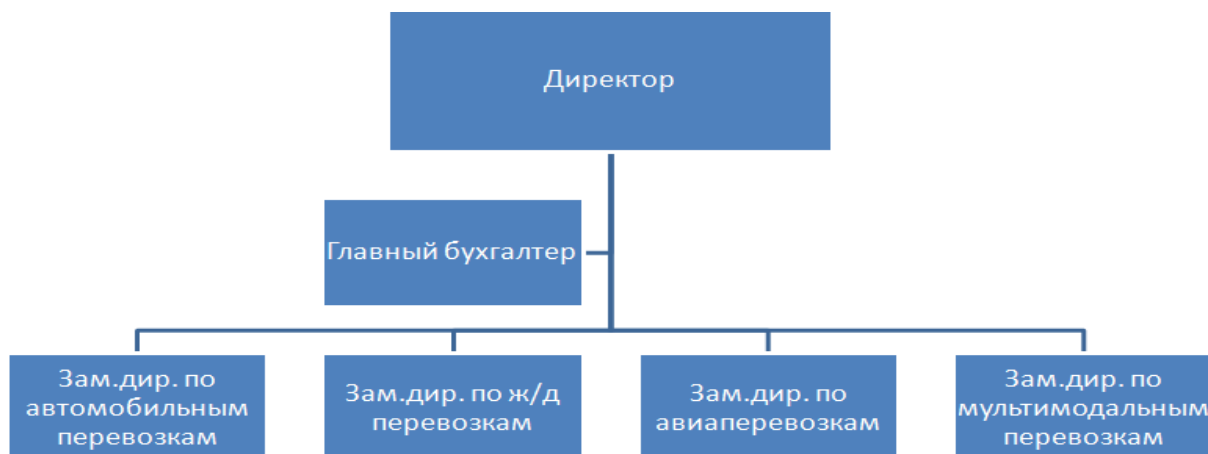 Директор
Главный бухгалтер
Зам.дир. по
автомобильным
перевозкам
Зам.дир. по ж/д
перевозкам
Зам.дир. по
авиаперевозкам
Зам.дир. по
мультимодальным
перевозкам